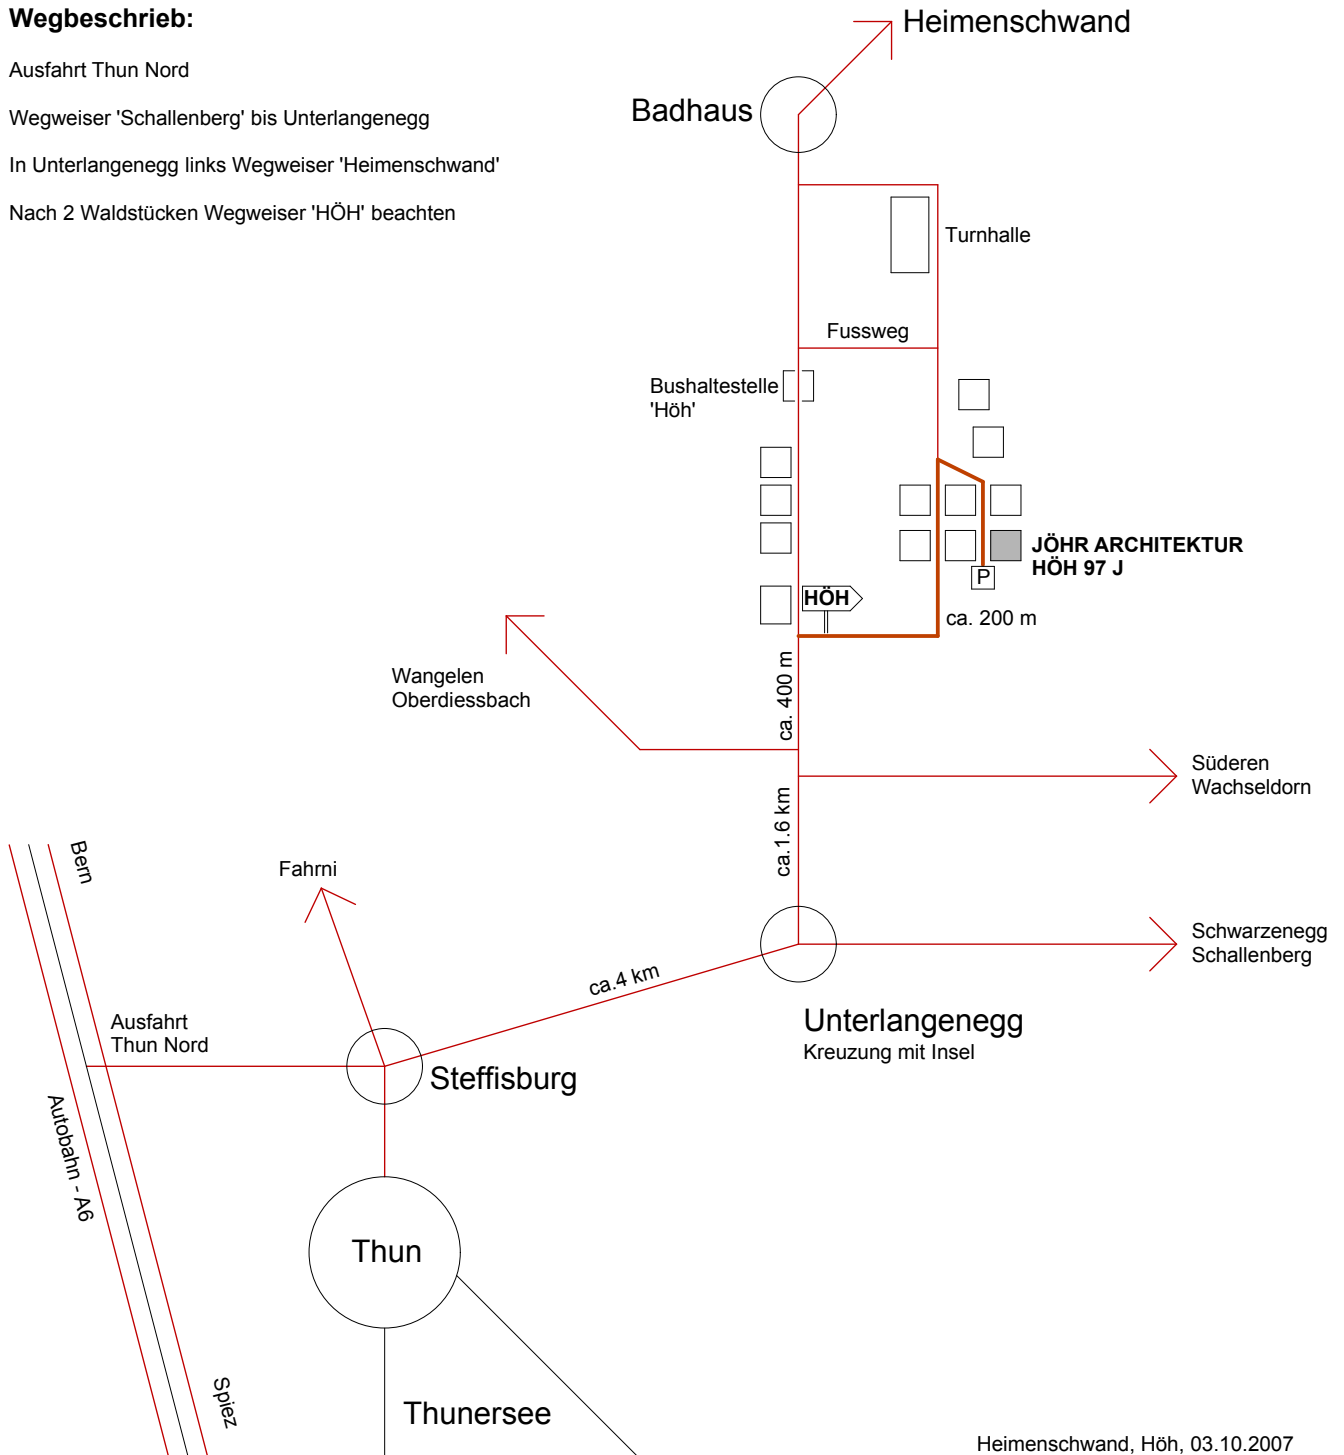 Wegbeschrieb:
Ausfahrt Thun Nord
Wegweiser 'Schallenberg' bis Unterlangenegg
In Unterlangenegg links Wegweiser 'Heimenschwand'
Nach 2 Waldstücken Wegweiser 'HÖH' beachten
Heimenschwand
Badhaus
Turnhalle
Fussweg
Bushaltestelle
'Höh'
JÖHR ARCHITEKTUR
HÖH 97 J
P
HÖH
ca. 200 m
Wangelen
Oberdiessbach
ca. 400 m
Süderen
Wachseldorn
ca.1.6 km
Bern
Fahrni
Schwarzenegg
Schallenberg
ca.4 km
Unterlangenegg
Kreuzung mit Insel
Ausfahrt
Thun Nord
Steffisburg
Autobahn - A6
Thun
Spiez
Thunersee
Heimenschwand, Höh, 03.10.2007